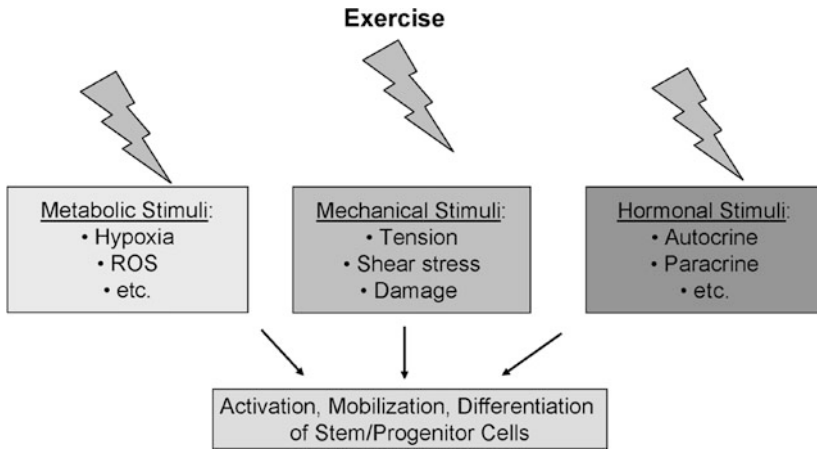 Exercise
Metabolic Stimuli:
• Hypoxia
• ROS
• etc.
Mechanical Stimuli:
• Tension
• Shear stress
• Damage
Hormonal Stimuli:
• Autocrine
• Paracrine
• etc.
Activation, Mobilization, Differentiation
of Stem/Progenitor Cells